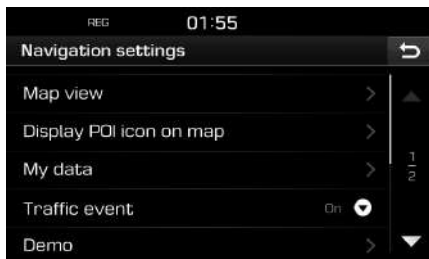 REG 01:55
Navigation settings
Map view
Display POI icon on map
My data
Traffic event On
Demo
1
2